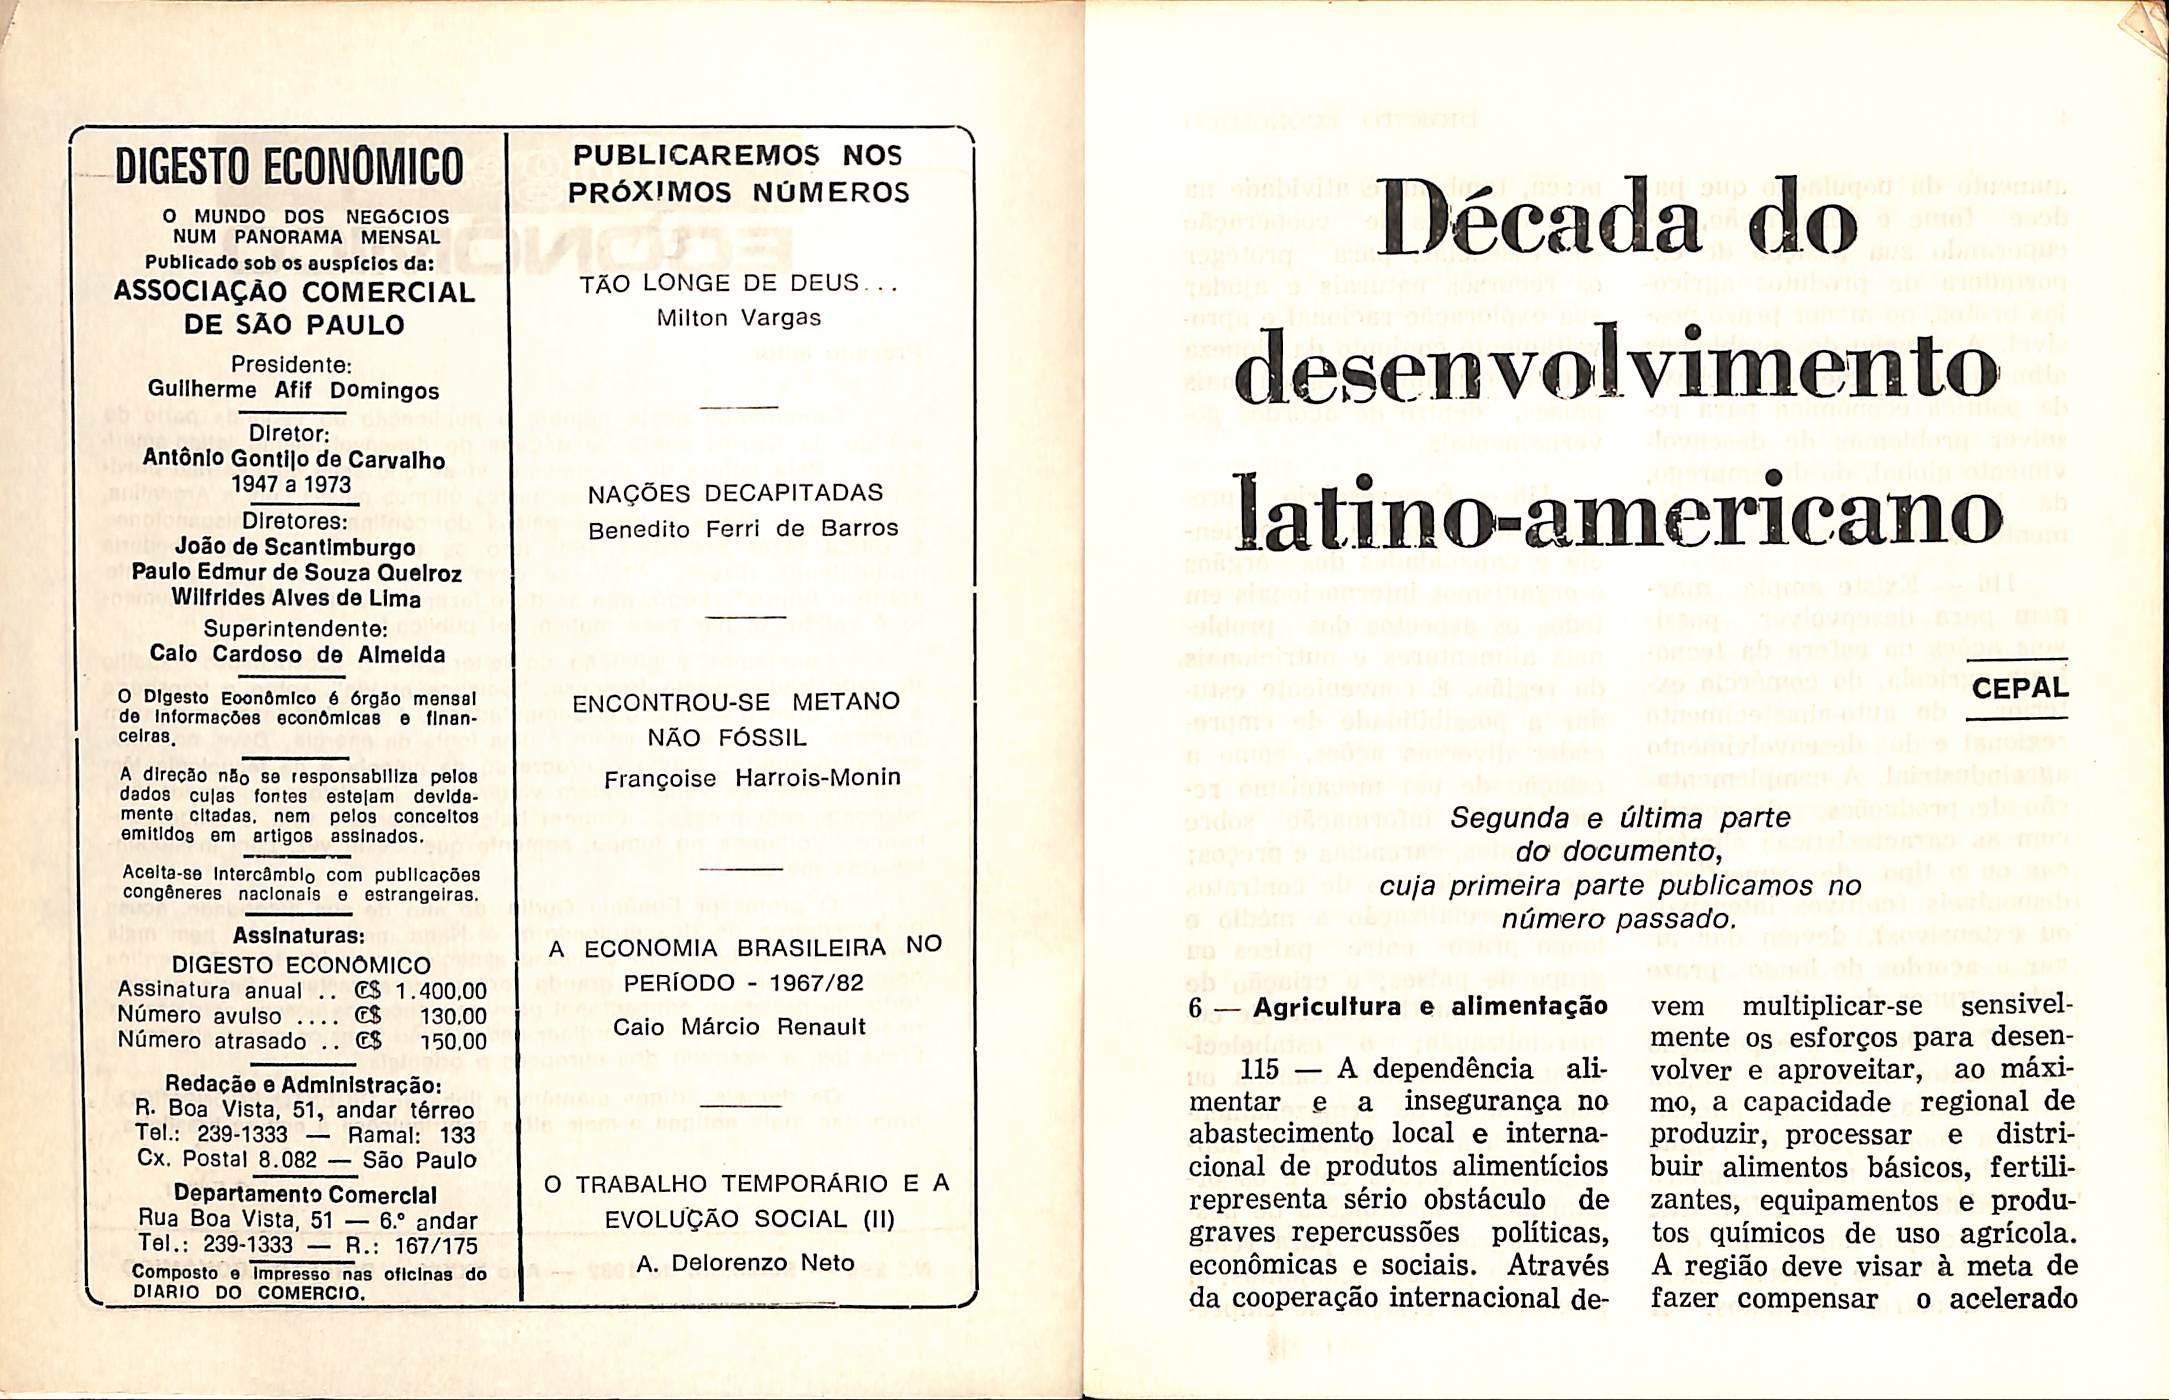 DIGESTO ECONÔMICO
O MUNDO DOS NEGÓCIOS
NUM PANORAMA MENSAL
Publicado sob os auspícios da:
ASSOCIAÇÃO COMERCIAL
DE SÃO PAULO
Presidente:
Guilherme Afif Domingos
Diretor:
Antônio Gontijo de Carvalho
1947 a 1973
Diretores:
João de Scantimburgo
Paulo Edmur de Souza Queiroz
Wilfrides Alves de Lima
Superintendente:
Caio Cardoso de Almeida
O Digesto Econômico é órgão mensal
de informações econômicas e finan-
ceiras.
A direção não se responsabiliza pelos
dados cujas fontes estejam devida-
mente citadas, nem pelos conceitos
emitidos em artigos assinados.
Aceita-se Intercâmbio com publicações
congêneres nacionais e estrangeiras.
Assinaturas:
DIGESTO ECONÔMICO
Assinatura anual .. Cr$ 1.400,00
Número avulso .... Cr$ 130,00
Número atrasado .. Cr$ 150,00
Redação e Administração:
R. Boa Vista, 51, andar térreo
Tel.: 239-1333 — Ramal: 133
Cx. Postal 8.082 — São Paulo
Departamento Comercial
Rua Boa Vista, 51 — 6.º andar
Tel.: 239-1333 — R.: 167/175
Composto e Impresso nas oficinas do
DIARIO DO COMERCIO.
PUBLICAREMOS NOS
PRÓXIMOS NÚMEROS
TÃO LONGE DE DEUS...
Milton Vargas
NAÇÕES DECAPITADAS
Benedito Ferri de Barros
ENCONTROU-SE METANO
NÃO FÓSSIL
Françoise Harrois-Monin
A ECONOMIA BRASILEIRA NO
PERÍODO - 1967/82
Caio Márcio Renault
O TRABALHO TEMPORÁRIO E A
EVOLUÇÃO SOCIAL (II)
A. Delorenzo Neto
Década do
desenvolvimento
latino-americano
CEPAL
Segunda e última parte
do documento,
cuja primeira parte publicamos no
número passado.
6 — Agricultura e alimentação
115 — A dependência ali-
mentar e a insegurança no
abastecimento local e interna-
cional de produtos alimentícios
representa sério obstáculo de
graves repercussões políticas,
econômicas e sociais. Através
da cooperação internacional de-
vem multiplicar-se sensivel-
mente os esforços para desen-
volver e aproveitar, ao máxi-
mo, a capacidade regional de
produzir, processar e distri-
buir alimentos básicos, fertili-
zantes, equipamentos e produ-
tos químicos de uso agrícola.
A região deve visar à meta de
fazer compensar o acelerado